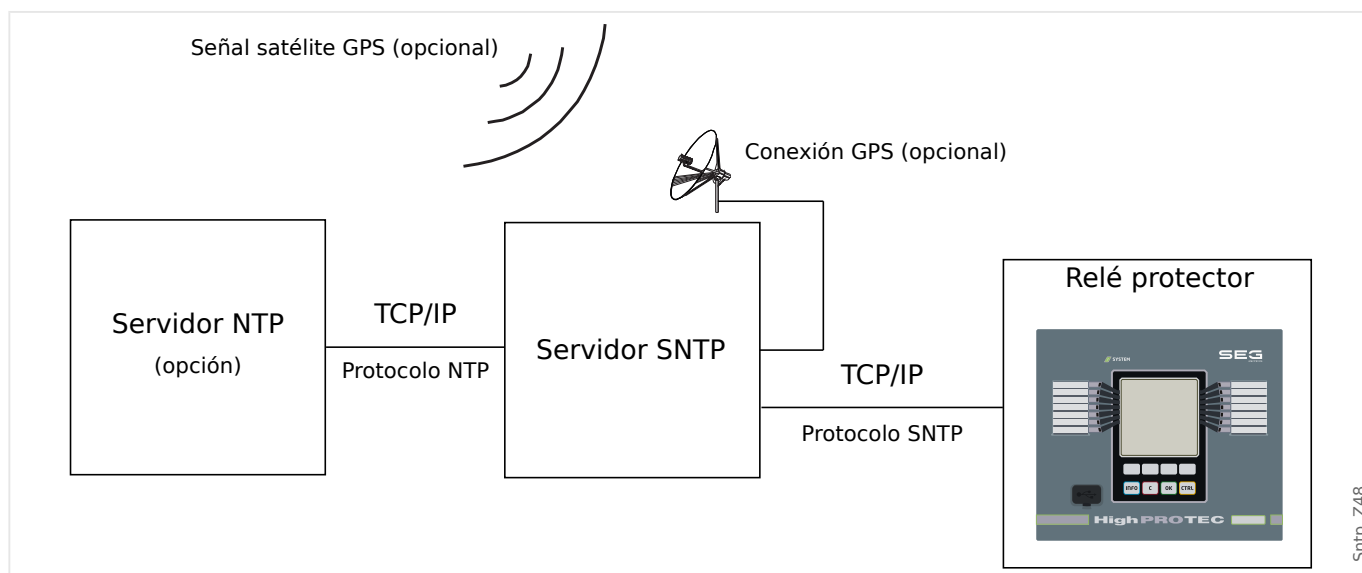 Señal satélite GPS (opcional)
Conexión GPS (opcional)
Servidor NTP
(opción)
TCP/IP
Protocolo NTP
Servidor SNTP
TCP/IP
Protocolo SNTP
Relé protector
SYSTEM
SEG
INFO
C
OK
CTRL
HighPROTEC
Sntp_Z48